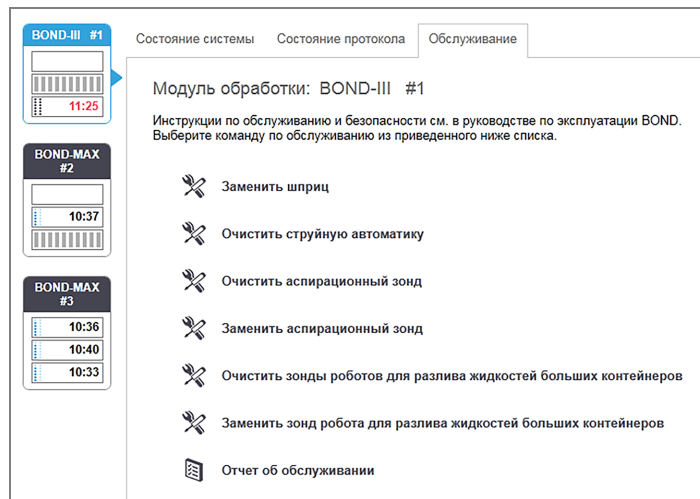 BOND-III #1
11:25
BOND-MAX
#2
10:37
BOND-MAX
#3
10:36
10:40
10:33
Состояние системы Состояние протокола Обслуживание
Модуль обработки: BOND-III #1
Инструкции по обслуживанию и безопасности см. в руководстве по эксплуатации BOND.
Выберите команду по обслуживанию из приведенного ниже списка.
Заменить шприц
Очистить струйную автоматику
Очистить аспирационный зонд
Заменить аспирационный зонд
Очистить зонды роботов для разлива жидкостей больших контейнеров
Заменить зонд робота для разлива жидкостей больших контейнеров
Отчет об обслуживании